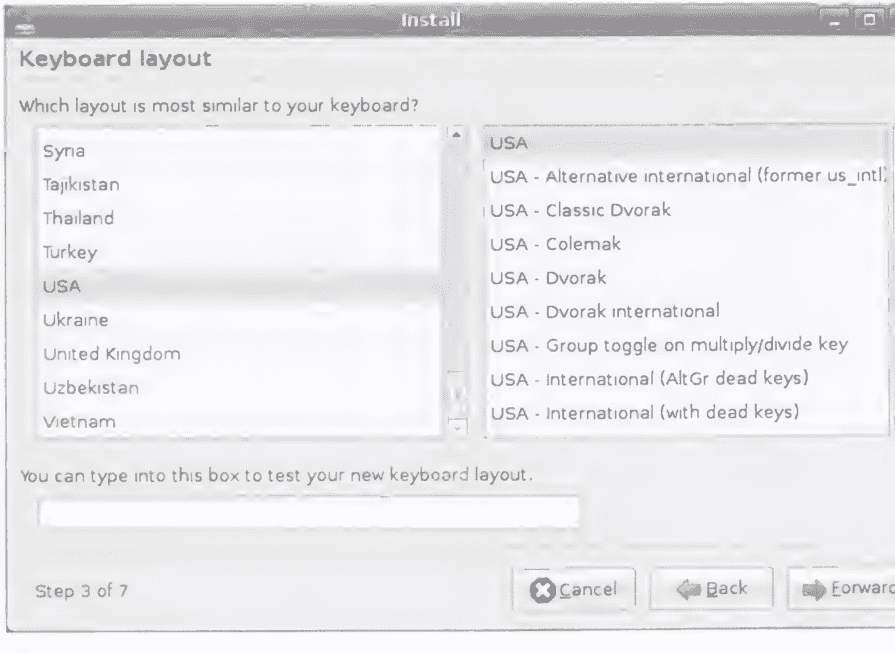 Install
Keyboard layout
Which layout is most similar to your keyboard?
Syria
Tajikistan
Thailand
Turkey
USA
Ukraine
United Kingdom
Uzbekistan
Vietnam
USA
USA - Alternative international (former us_intl)
USA - Classic Dvorak
USA - Colemak
USA - Dvorak
USA - Dvorak international
USA - Group toggle on multiply/divide key
USA - International (AltGr dead keys)
USA - International (with dead keys)
You can type into this box to test your new keyboard layout.
Step 3 of 7
Cancel
Back
Forward